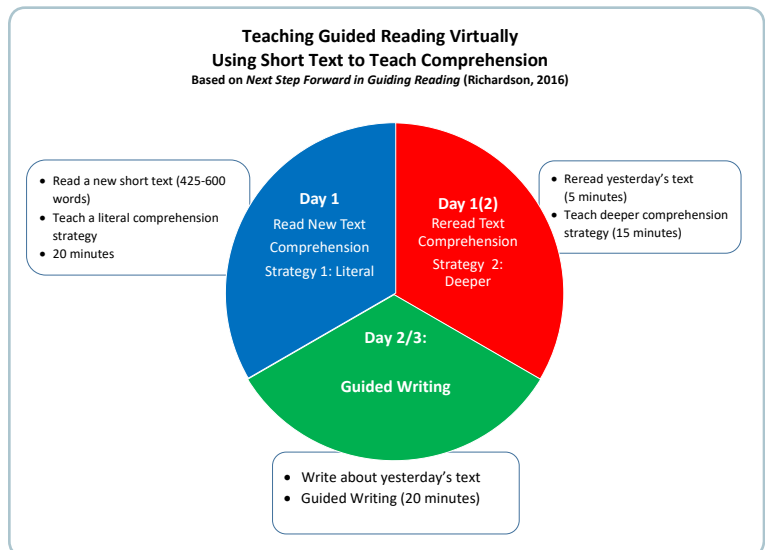 Teaching Guided Reading Virtually
Using Short Text to Teach Comprehension
Based on Next Step Forward in Guiding Reading (Richardson, 2016)
• Read a new short text (425-600
words)
• Teach a literal comprehension
strategy
• 20 minutes
Day 1
Read New Text
Comprehension
Strategy 1: Literal
Day 1(2)
Reread Text
Comprehension
Strategy 2:
Deeper
• Reread yesterday's text
(5 minutes)
• Teach deeper comprehension
strategy (15 minutes)
Day 2/3:
Guided Writing
• Write about yesterday's text
• Guided Writing (20 minutes)